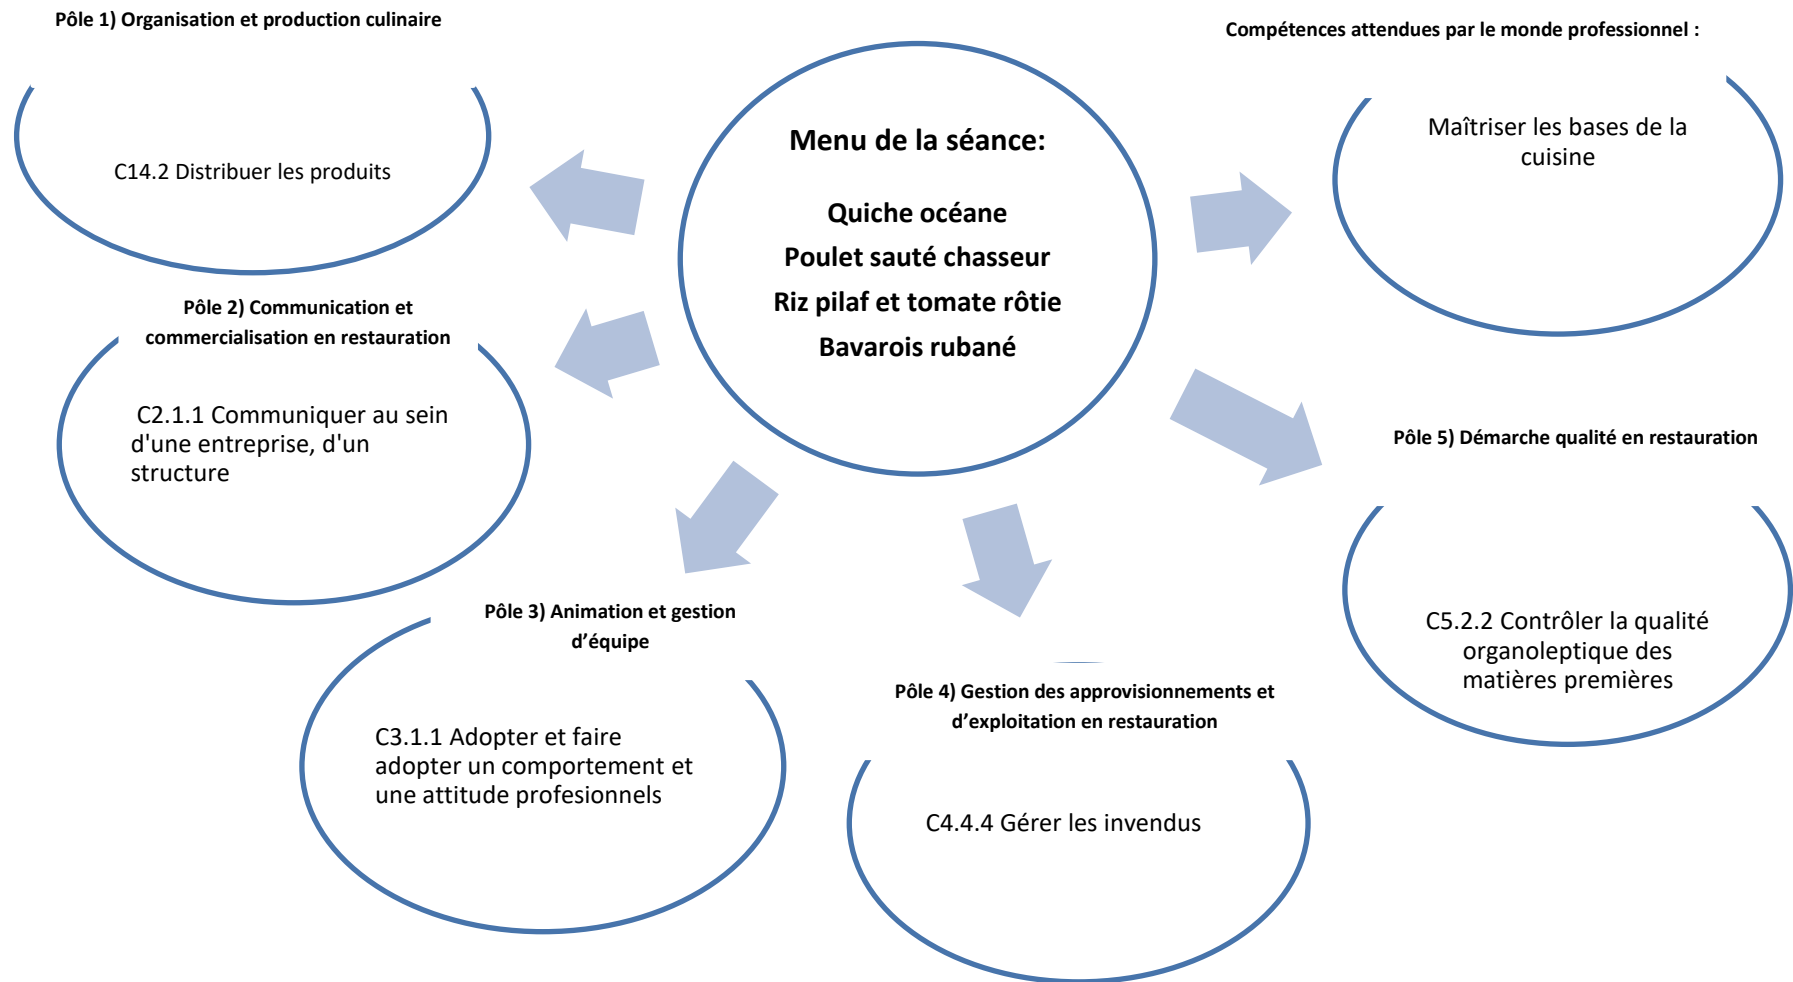 Pôle 1) Organisation et production culinaire
C14.2 Distribuer les produits
Pôle 2) Communication et
commercialisation en restauration
C2.1.1 Communiquer au sein
d'une entreprise, d'un
structure
Pôle 3) Animation et gestion
d’équipe
C3.1.1 Adopter et faire
adopter un comportement et
une attitude profesionnels
Menu de la séance:
Quiche océane
Poulet sauté chasseur
Riz pilaf et tomate rôtie
Bavarois rubané
Pôle 4) Gestion des approvisionnements et
d’exploitation en restauration
C4.4.4 Gérer les invendus
Compétences attendues par le monde professionnel :
Maîtriser les bases de la
cuisine
Pôle 5) Démarche qualité en restauration
C5.2.2 Contrôler la qualité
organoleptique des
matières premières